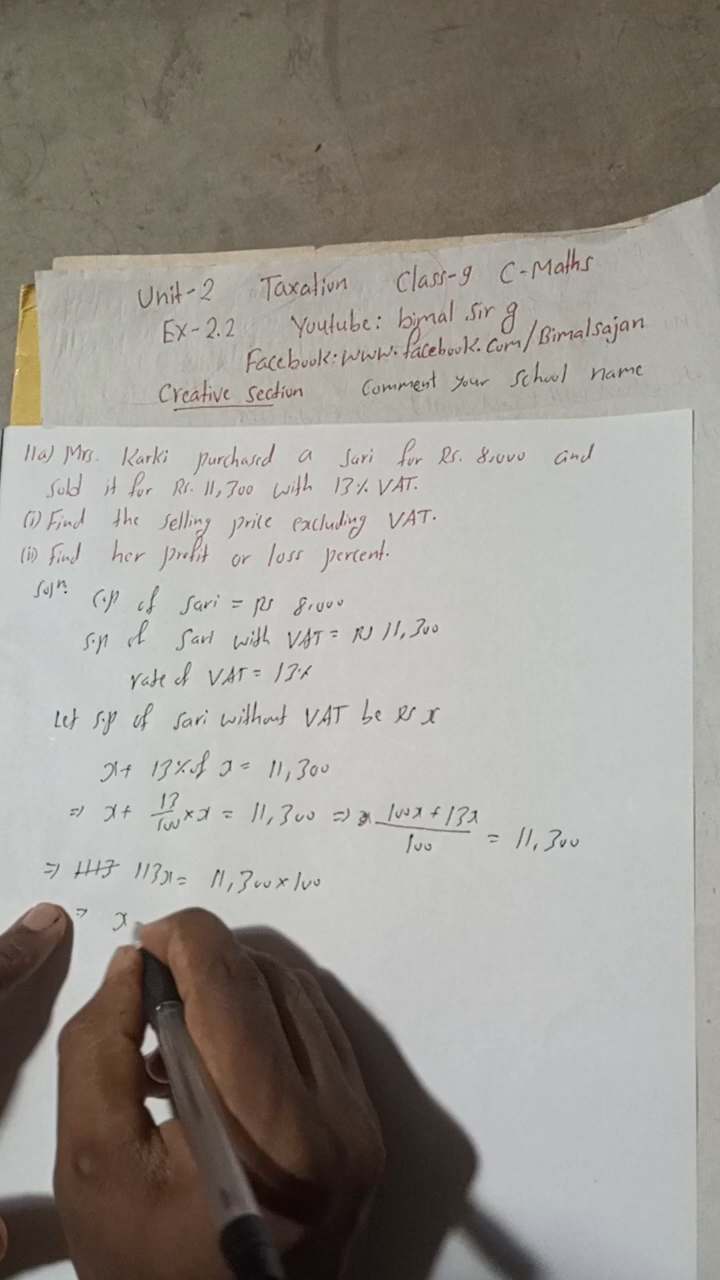 Unit-2 Taxation Class-9 C-Maths
Ex-2.2 Youtube: bimal sir g
Facebook: www.facebook.com/Bimalsajan
Creative section Comment your school name
11a) Mrs. Karki purchased a Sari for Rs. 8,000 and
sold it for Rs. 11,300 with 13% VAT.
(i) Find the selling price excluding VAT.
(ii) Find her profit or loss percent.
Soln:
C.p of Sari = Rs 8,000
s.p of Sari with VAT = Rs 11,300
rate of VAT = 13%
Let s.p of Sari without VAT be Rs x
x + 13% of x = 11,300
⇒ x + 13/100 × x = 11,300 ⇒ 100x + 13x / 100 = 11,300
⇒ 113x = 11,300 × 100
⇒ x